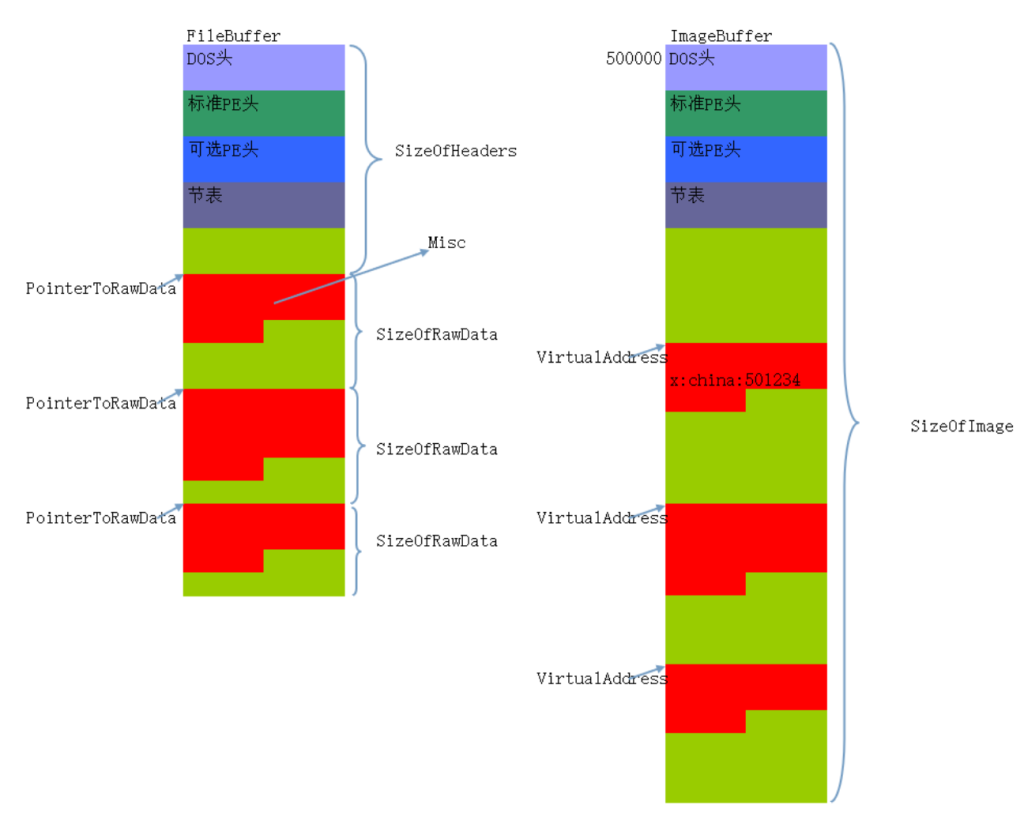 FileBuffer
DOS头
标准PE头
可选PE头
节表
SizeOfHeaders
Misc
PointerToRawData
SizeOfRawData
PointerToRawData
SizeOfRawData
PointerToRawData
SizeOfRawData
ImageBuffer
500000
DOS头
标准PE头
可选PE头
节表
VirtualAddress
x:china:501234
SizeOfImage
VirtualAddress
VirtualAddress